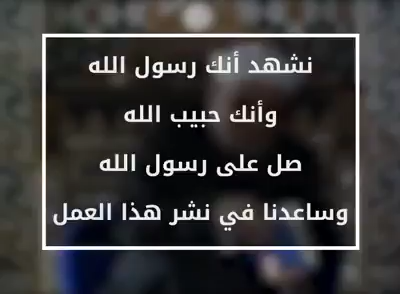 نشهد أنك رسول الله
وأنك حبيب الله
صل على رسول الله
وساعدنا في نشر هذا العمل